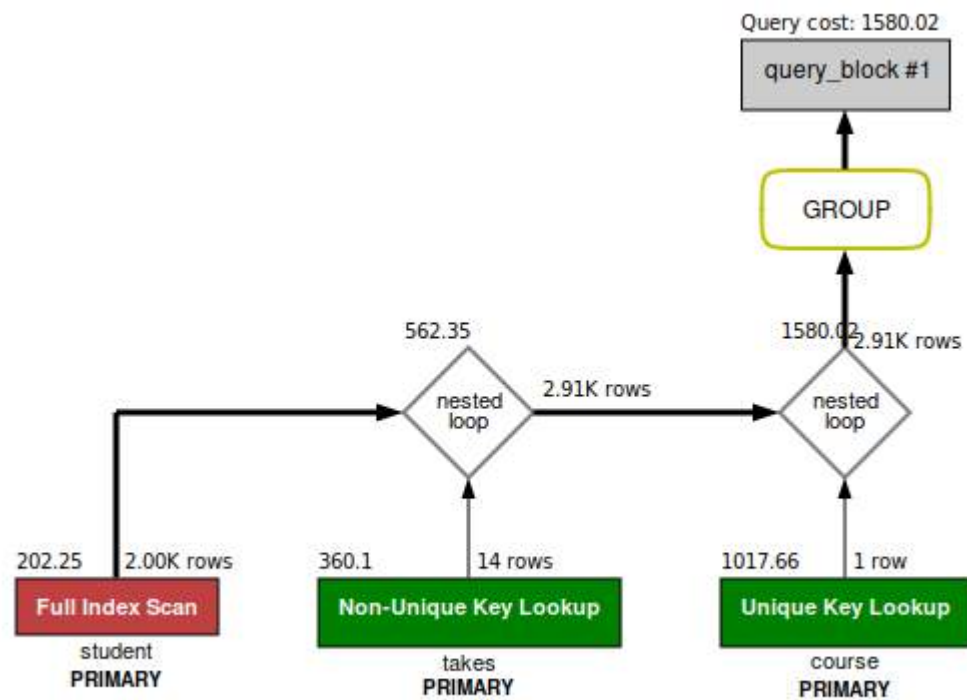 Query cost: 1580.02
query_block #1
GROUP
1580.02
2.91K rows
562.35
nested
loop
2.91K rows
nested
loop
202.25
2.00K rows
Full Index Scan
student
PRIMARY
360.1
14 rows
Non-Unique Key Lookup
takes
PRIMARY
1017.66
1 row
Unique Key Lookup
course
PRIMARY